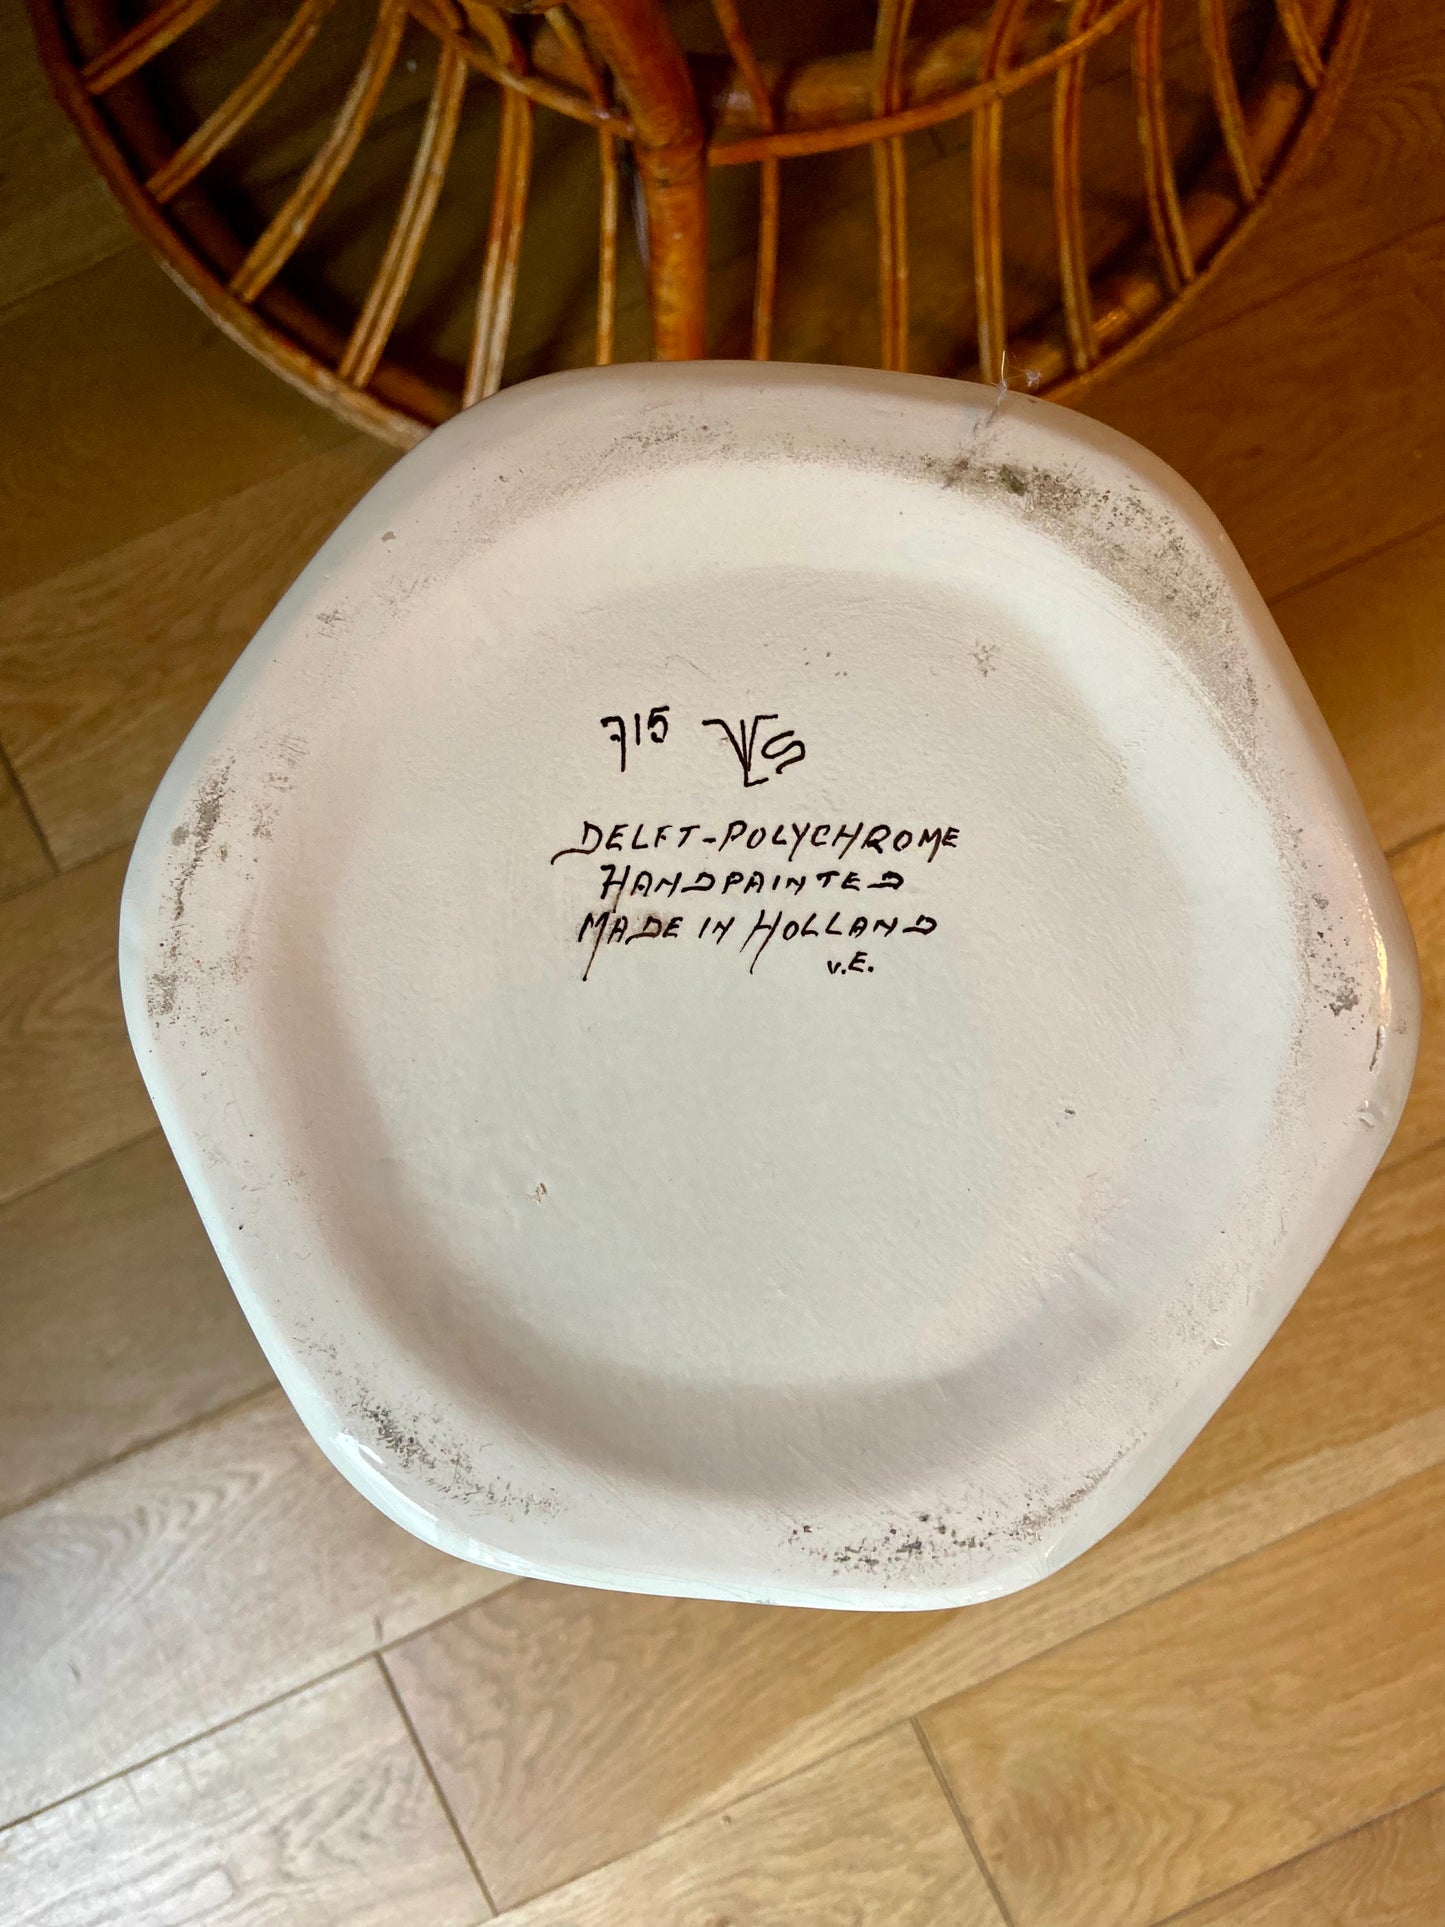 715
DELFT-POLYCHROME
HANDPAINTED
MADE IN HOLLAND
v.E.